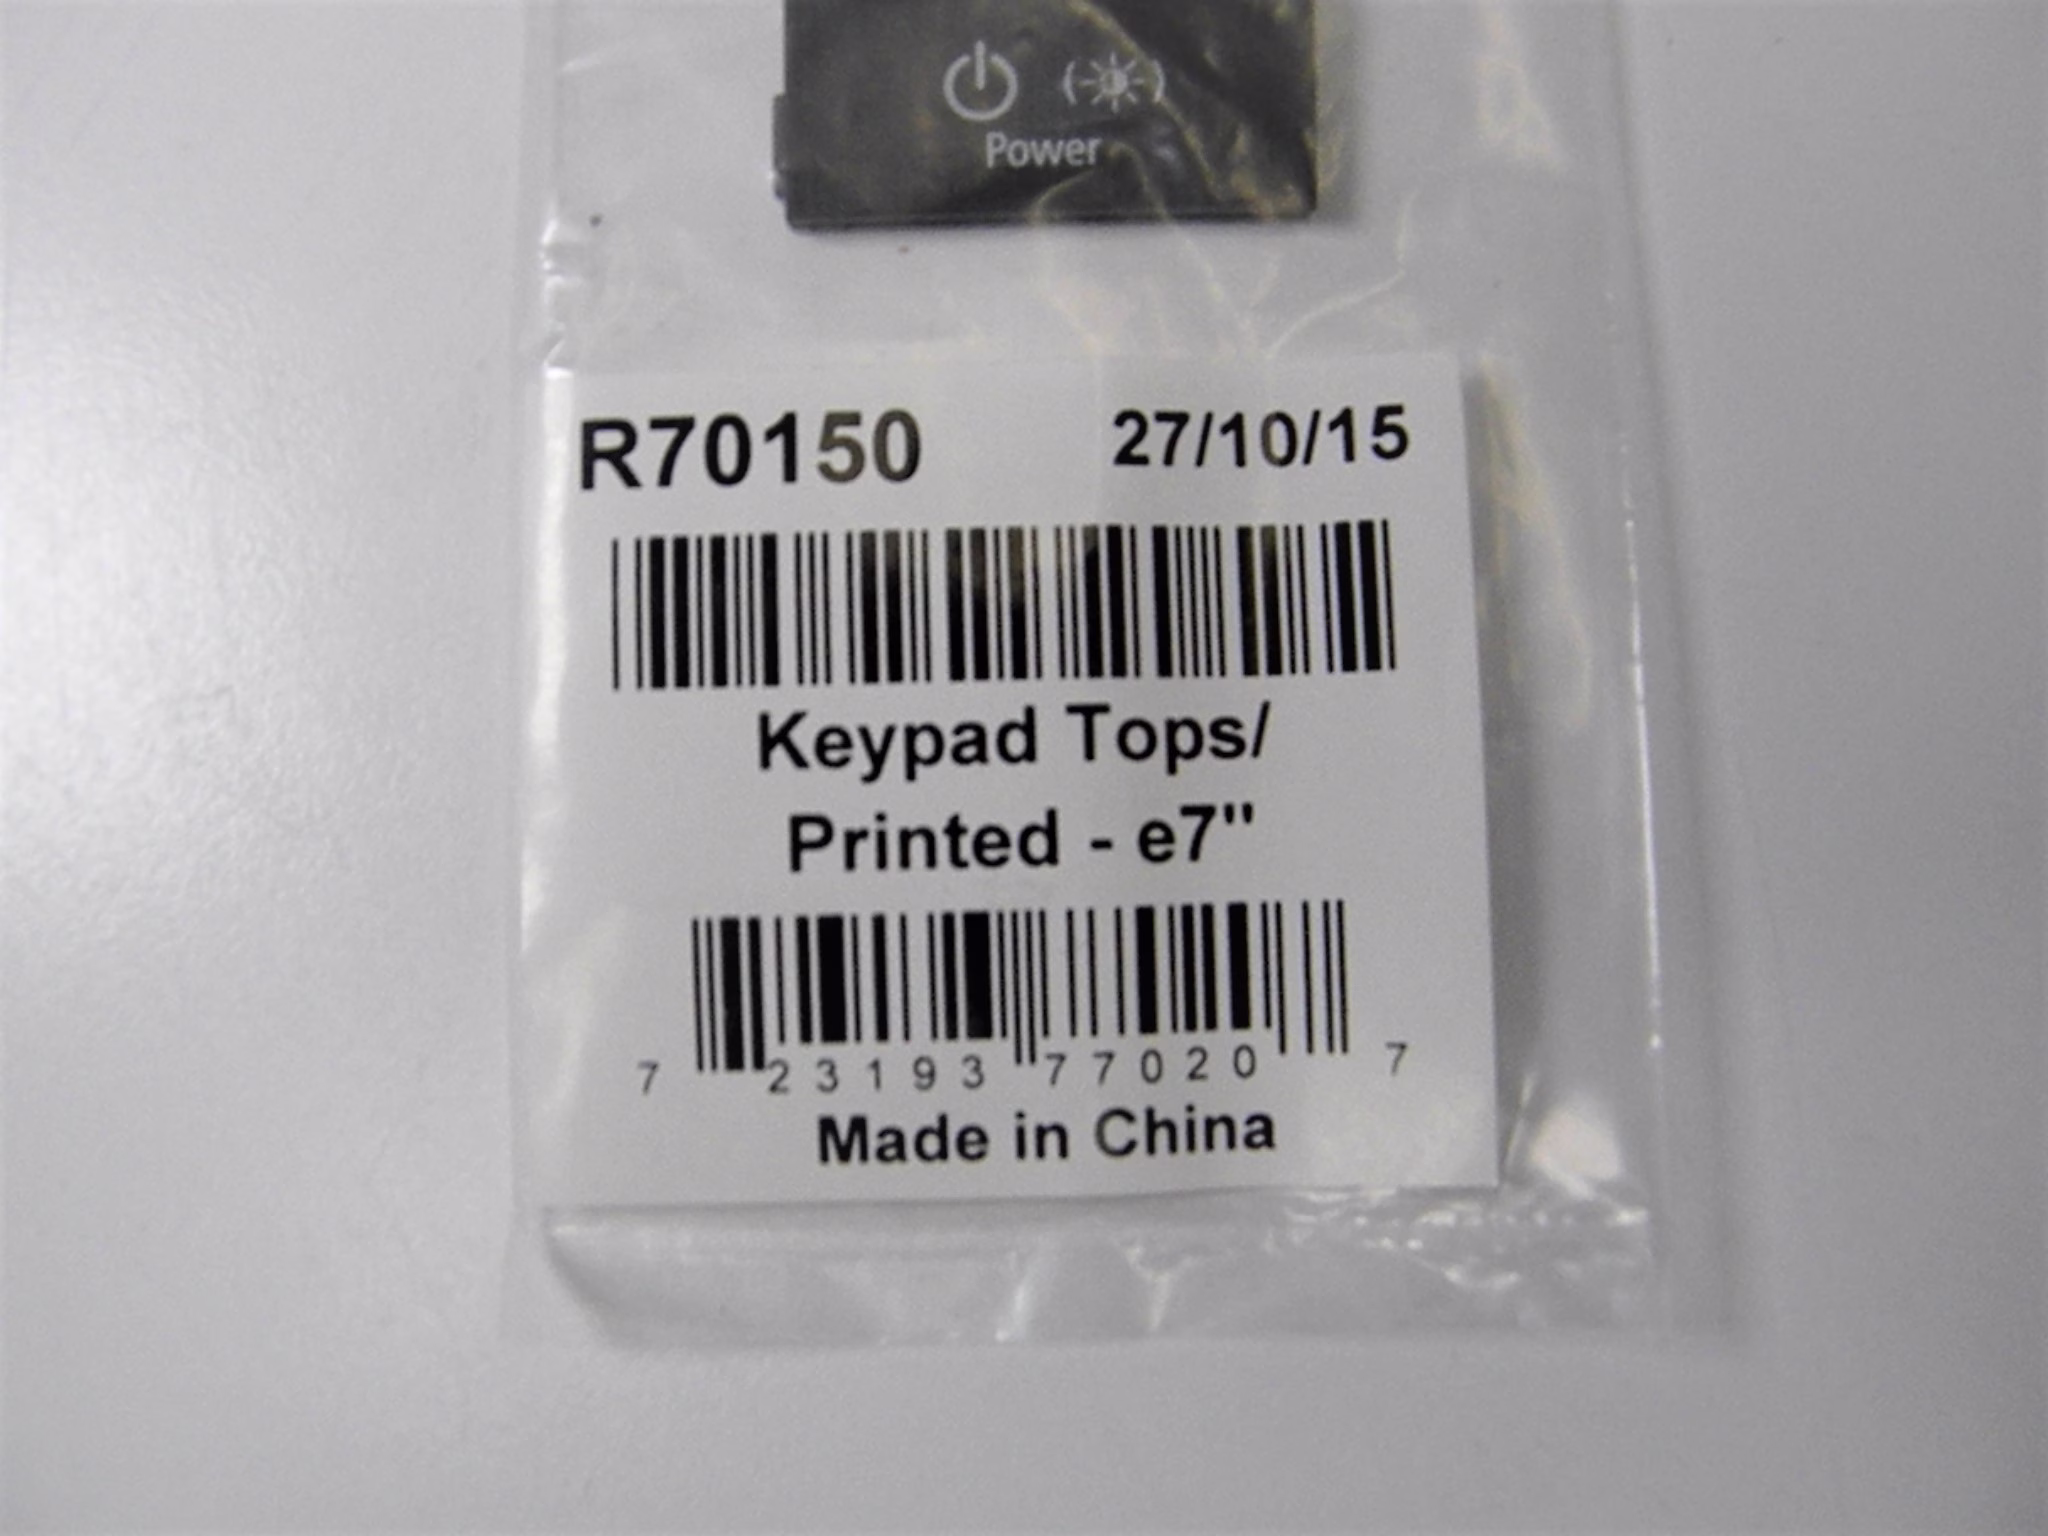 Power
R70150 27/10/15
Keypad Tops/
Printed - e7"
7 23193 77020 7
Made in China